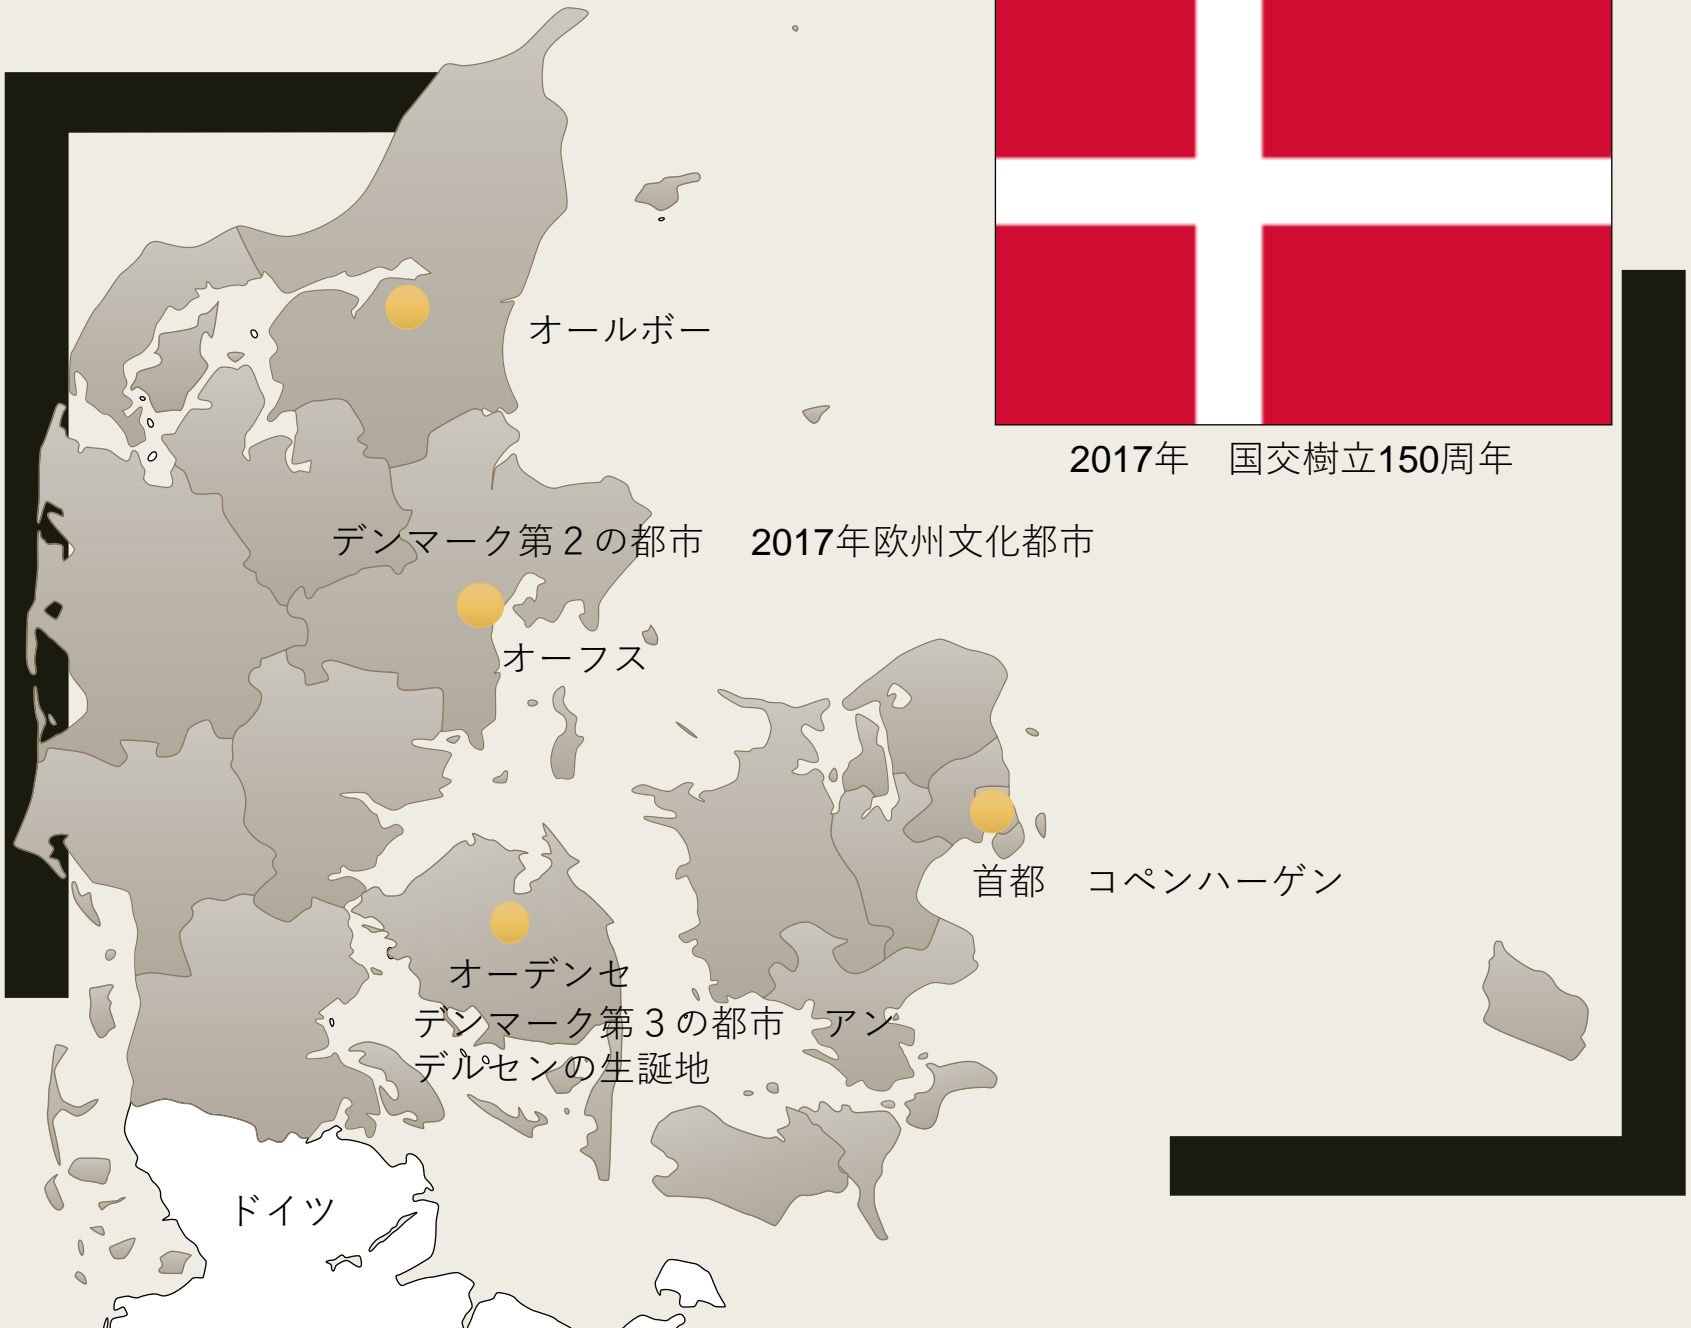 オールボー
2017年　国交樹立150周年
デンマーク第２の都市　2017年欧州文化都市
オーフス
首都　コペンハーゲン
オーデンセ
デンマーク第３の都市　アン
デルセンの生誕地
ドイツ